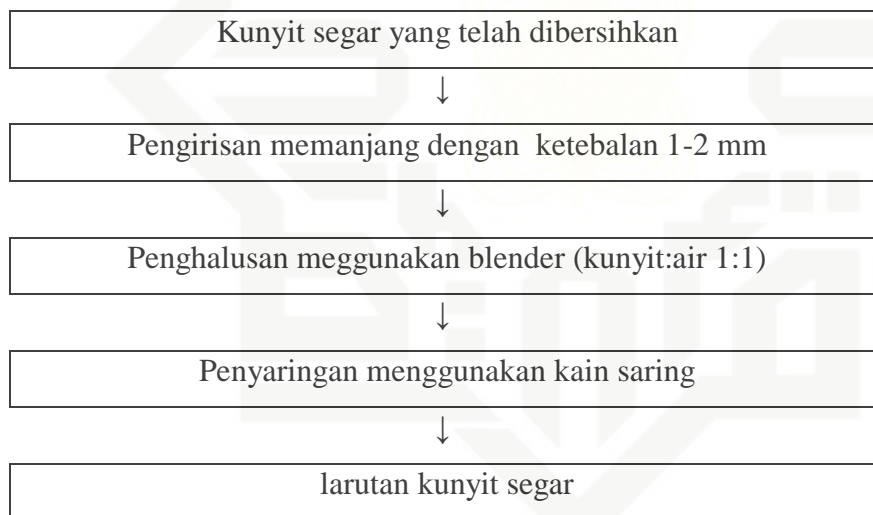 Kunyit segar yang telah dibersihkan
↓
Pengirisan memanjang dengan ketebalan 1-2 mm
↓
Penghalusan meggunakan blender (kunyit:air 1:1)
↓
Penyaringan menggunakan kain saring
↓
larutan kunyit segar